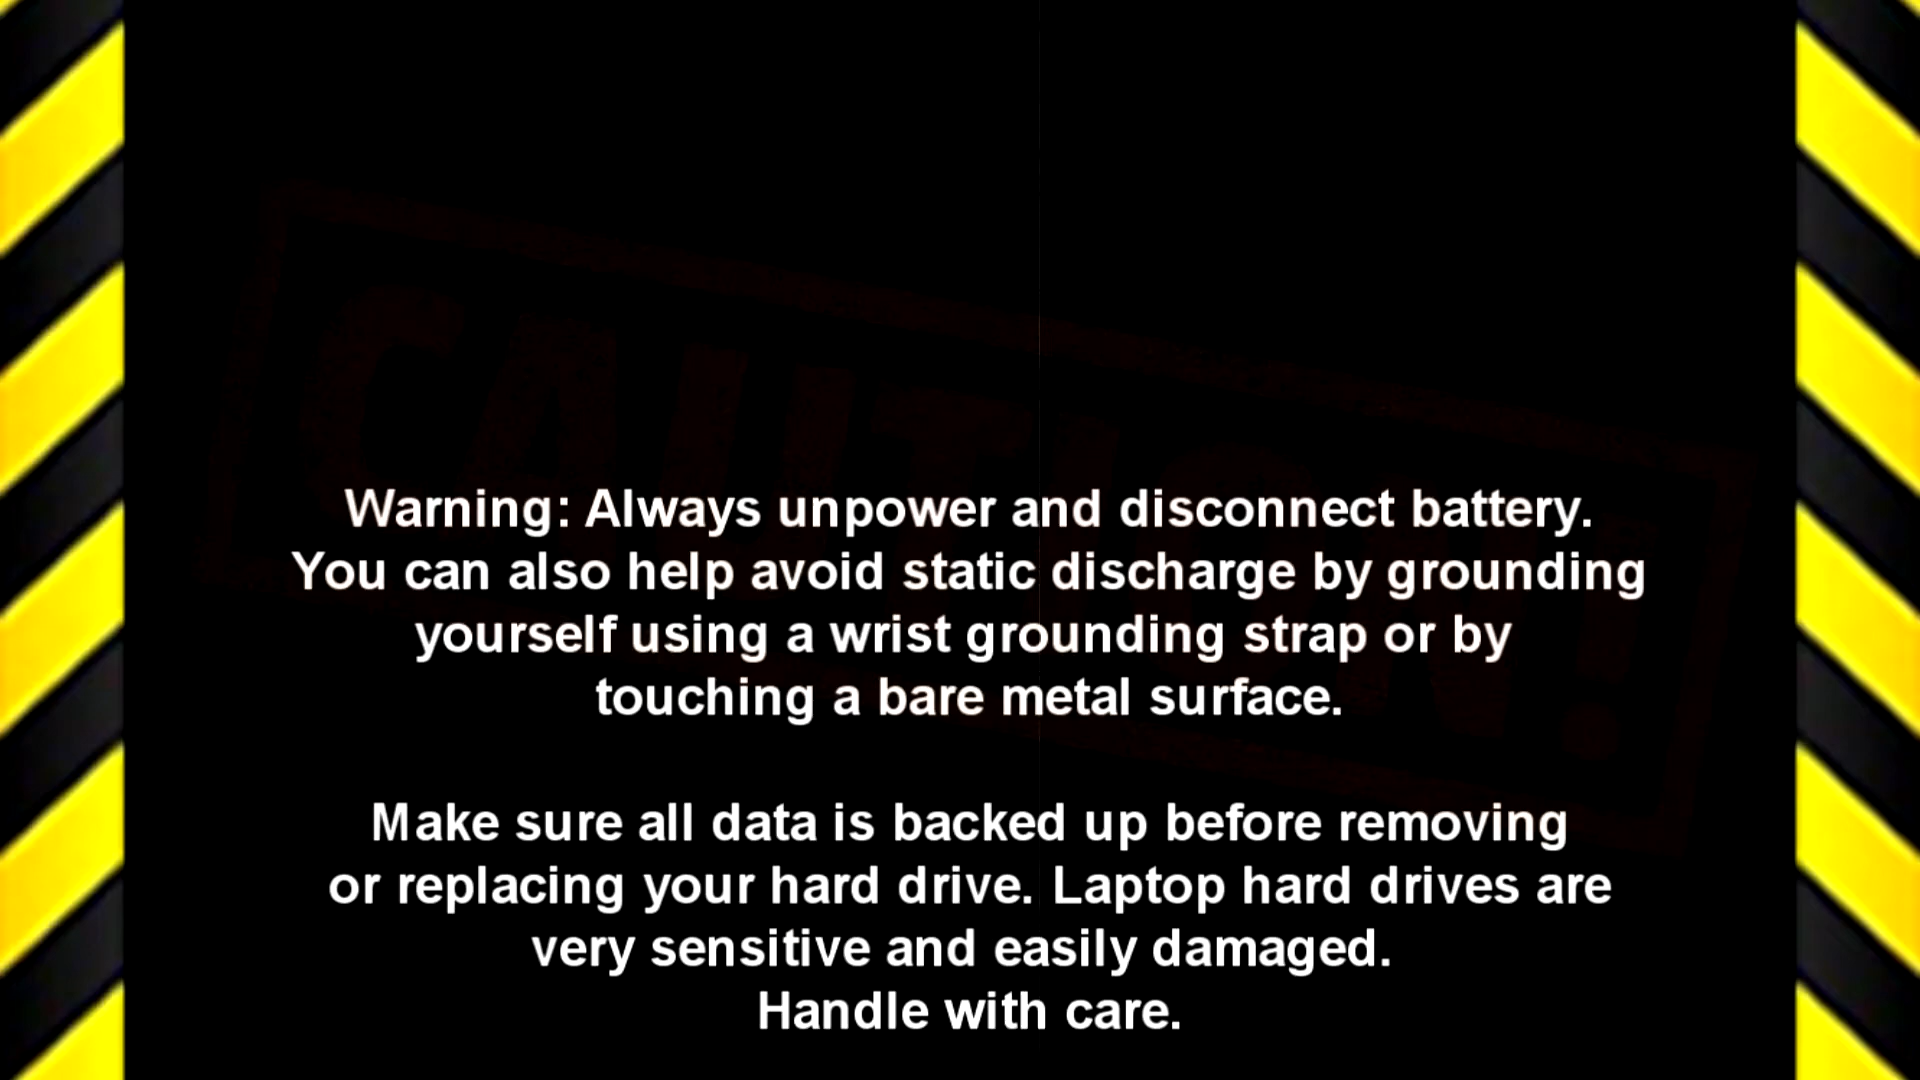 CAUTION!
Warning: Always unpower and disconnect battery.
You can also help avoid static discharge by grounding
yourself using a wrist grounding strap or by
touching a bare metal surface.
Make sure all data is backed up before removing
or replacing your hard drive. Laptop hard drives are
very sensitive and easily damaged.
Handle with care.